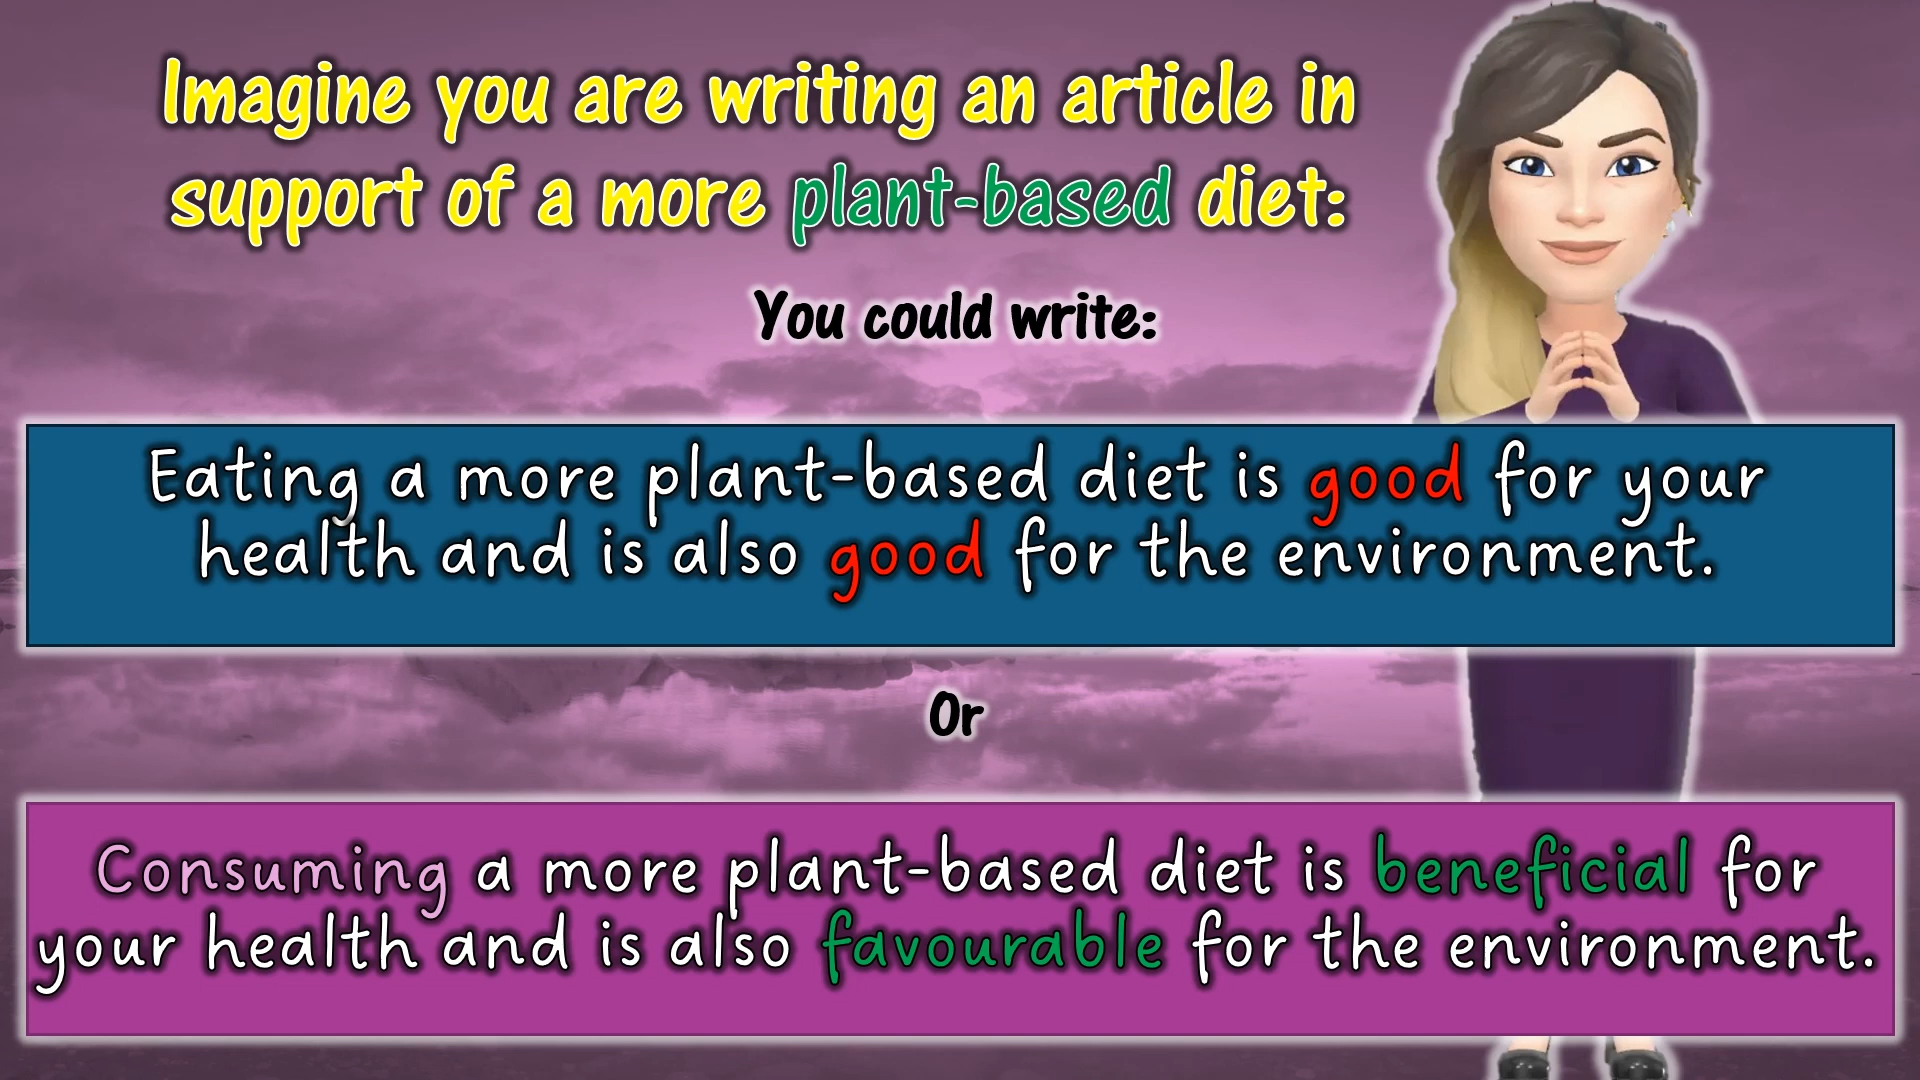 Imagine you are writing an article in
support of a more plant-based diet:
You could write:
Eating a more plant-based diet is good for your
health and is also good for the environment.
Or
Consuming a more plant-based diet is beneficial for
your health and is also favourable for the environment.